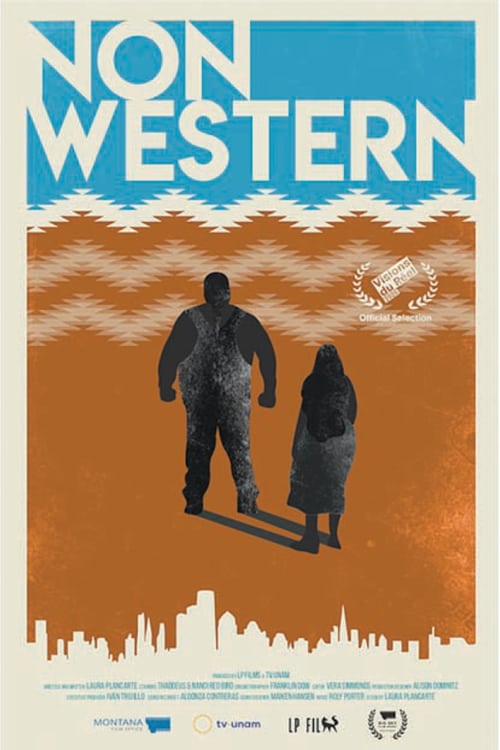 NON
WESTERN
Visions
du Réel
Official Selection
PRODUCED BY LP FILMS & TV UNAM
DIRECTED AND WRITTEN BY LAURA PLANCARTE STARRING THADDEUS & NANCI RED BIRD CINEMATOGRAPHER FRANKLIN DOW EDITOR VERA SIMMONDS PRODUCTION DESIGNER ALISON DOMINITZ
EXECUTIVE PRODUCER IVÁN TRUJILLO SOUND RECORDIST ALDONZA CONTRERAS SOUND DESIGNER MAIKEN HANSEN MUSIC ROLY PORTER A FILM BY LAURA PLANCARTE
MONTANA
FILM OFFICE
tv·unam
LP FIL
BIG SKY